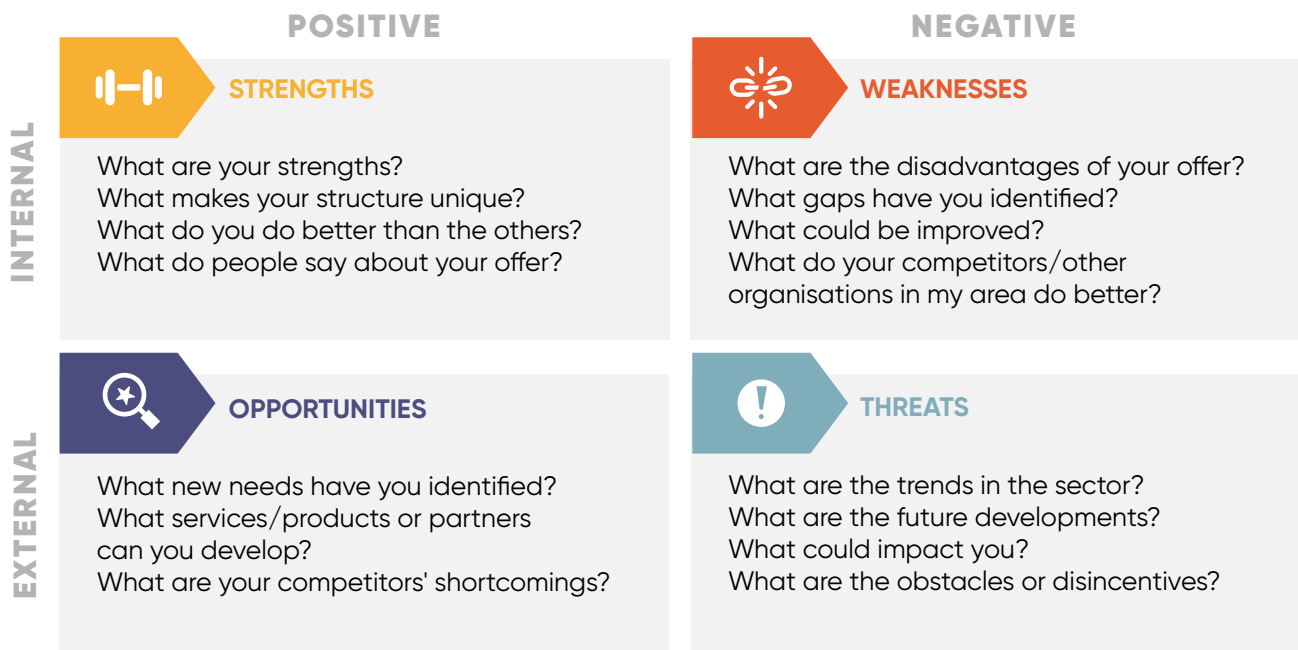 POSITIVE
NEGATIVE
INTERNAL
STRENGTHS
What are your strengths?
What makes your structure unique?
What do you do better than the others?
What do people say about your offer?
WEAKNESSES
What are the disadvantages of your offer?
What gaps have you identified?
What could be improved?
What do your competitors/other
organisations in my area do better?
EXTERNAL
OPPORTUNITIES
What new needs have you identified?
What services/products or partners
can you develop?
What are your competitors' shortcomings?
THREATS
What are the trends in the sector?
What are the future developments?
What could impact you?
What are the obstacles or disincentives?